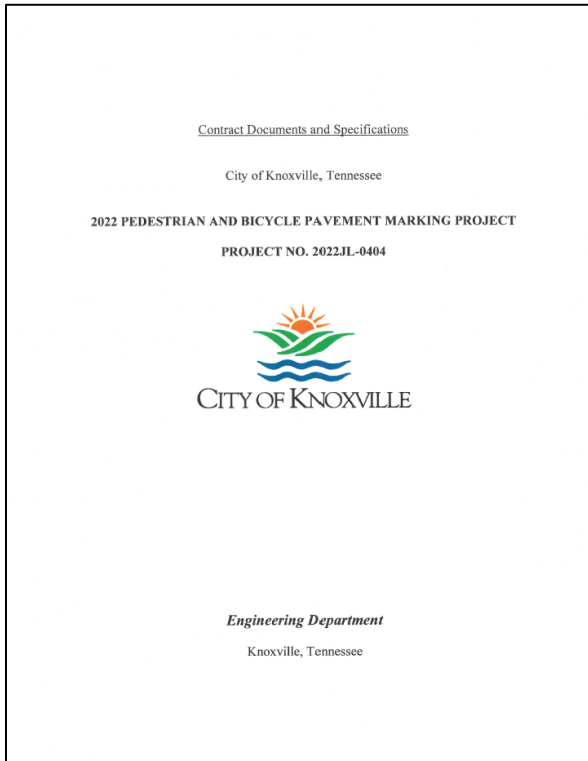 Contract Documents and Specifications
City of Knoxville, Tennessee
2022 PEDESTRIAN AND BICYCLE PAVEMENT MARKING PROJECT
PROJECT NO. 2022JL-0404
CITY OF KNOXVILLE
Engineering Department
Knoxville, Tennessee